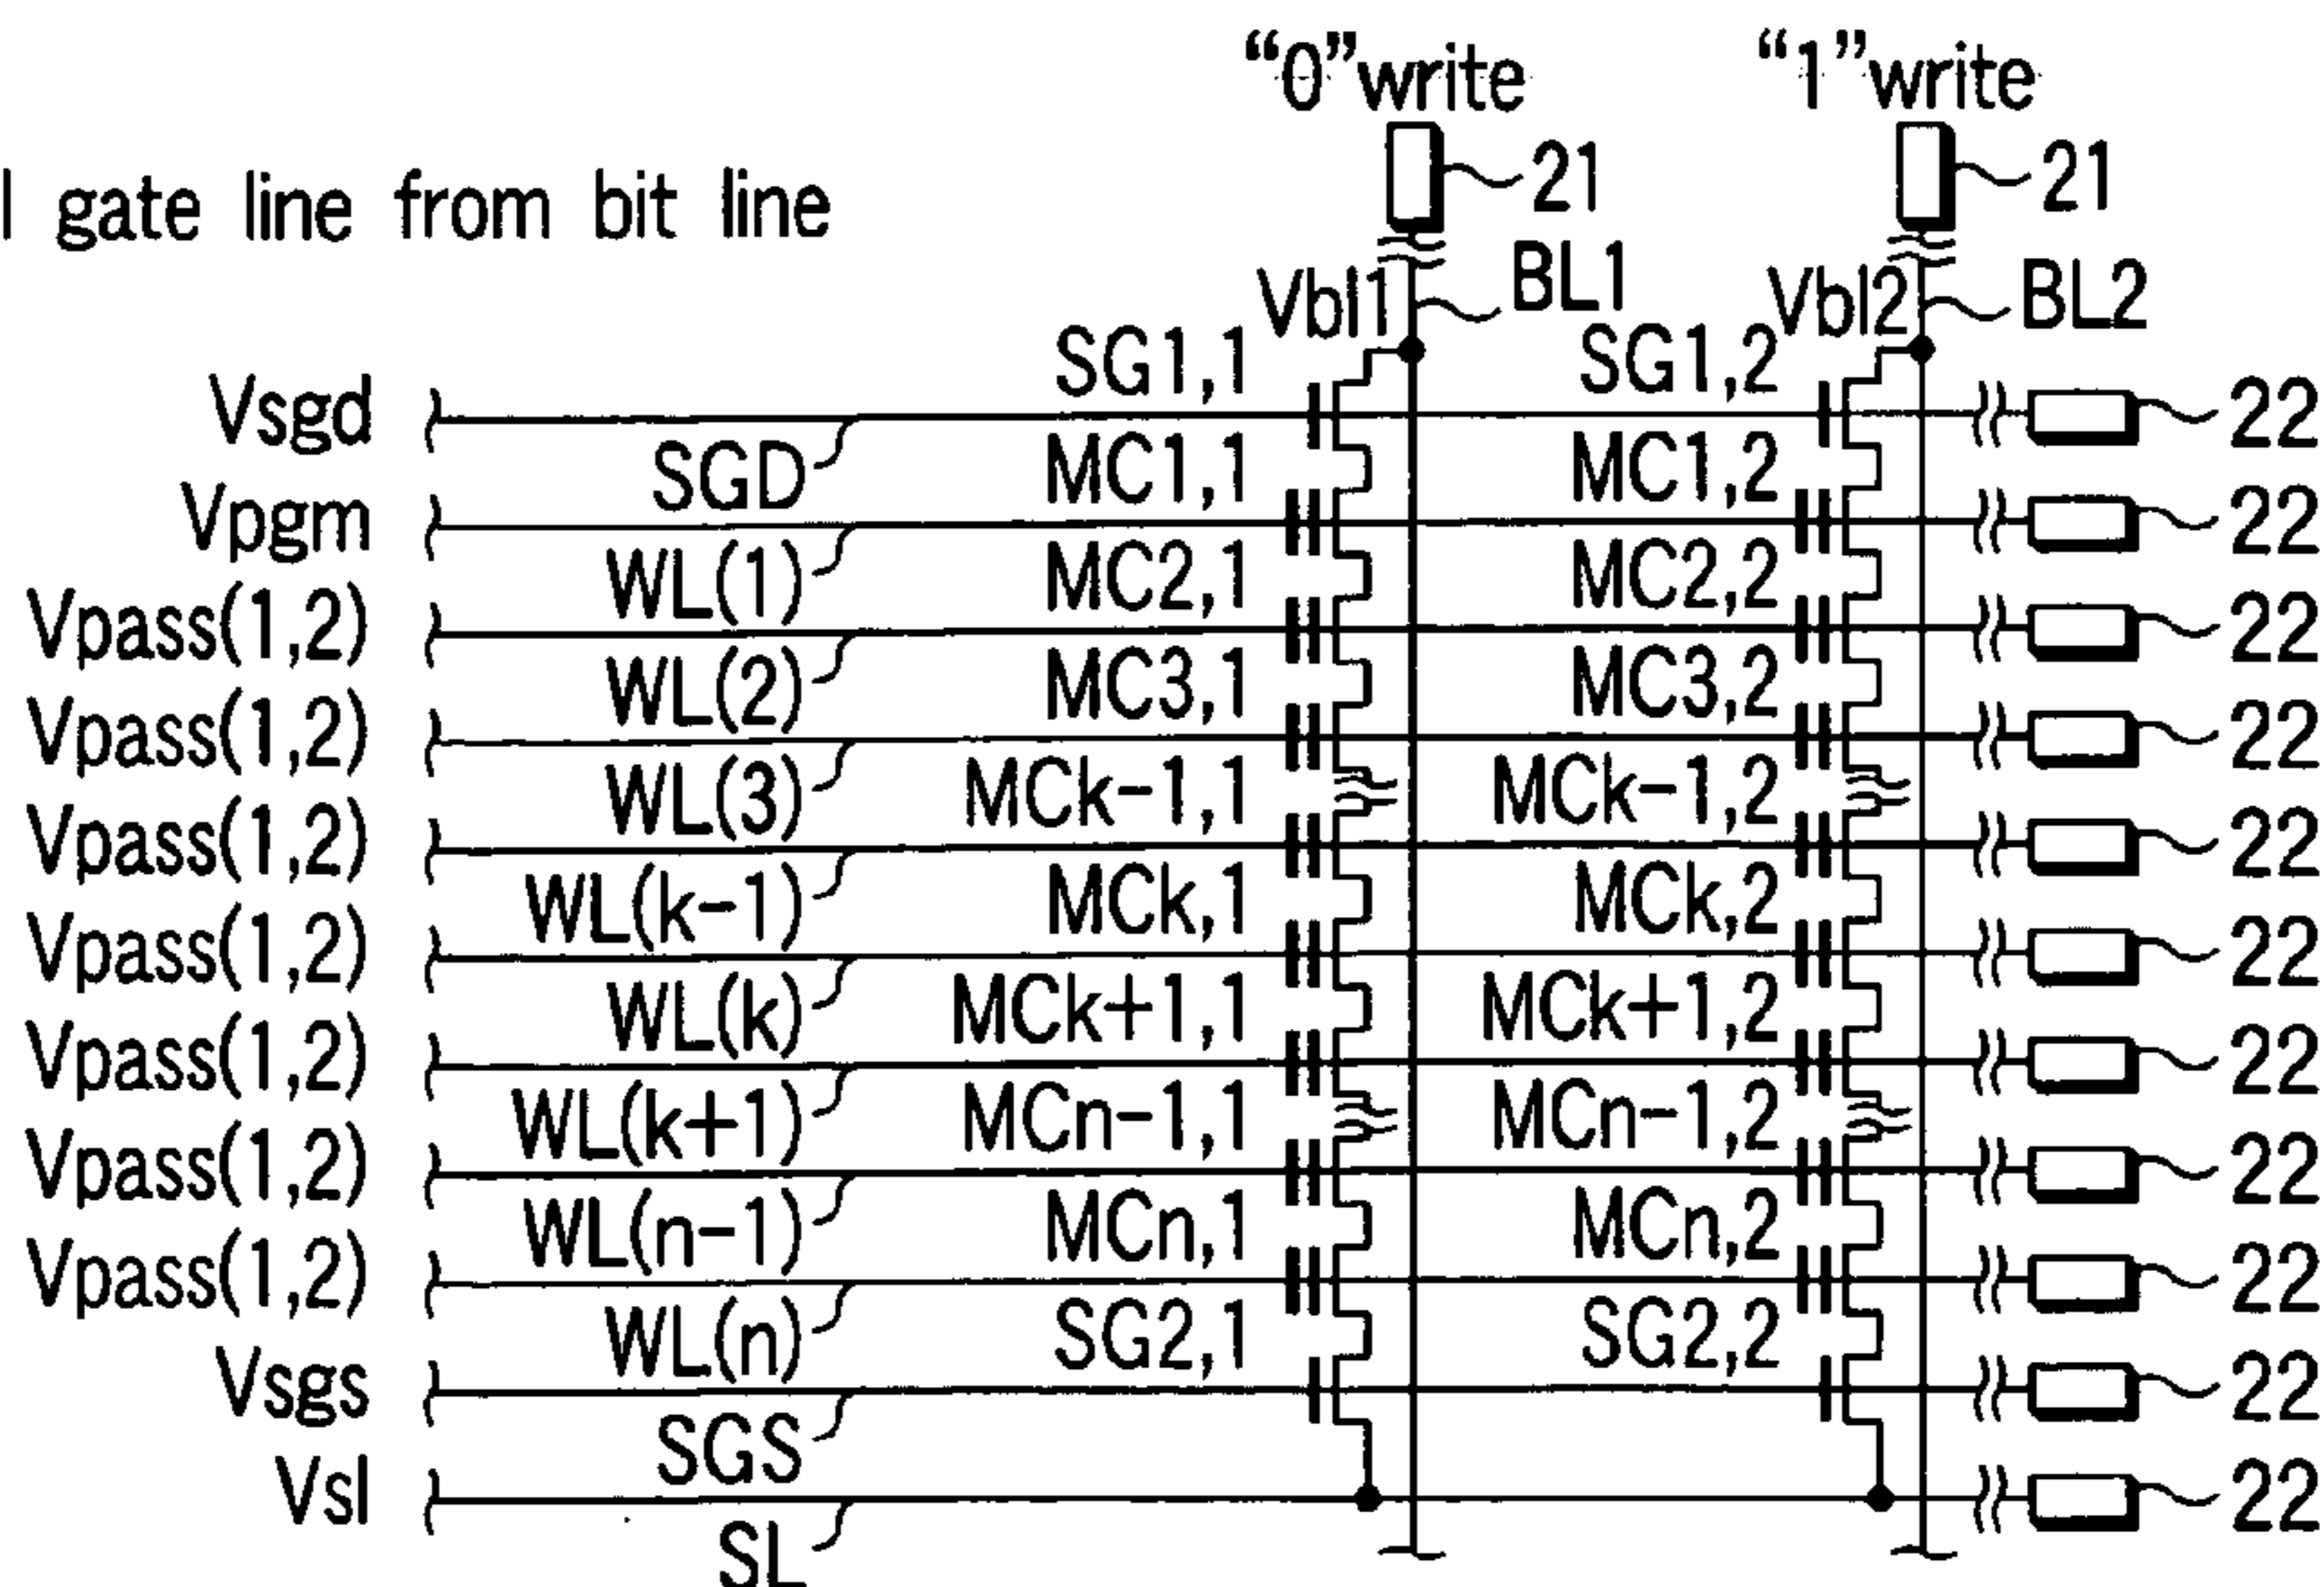 "0"write "1"write
21 21
l gate line from bit line
Vbl1 BL1 Vbl2 BL2
SG1,1 SG1,2
Vsgd SGD 22
MC1,1 MC1,2
Vpgm WL(1) 22
MC2,1 MC2,2
Vpass(1,2) WL(2) 22
MC3,1 MC3,2
Vpass(1,2) WL(3) 22
MCk-1,1 MCk-1,2
Vpass(1,2) WL(k-1) 22
MCk,1 MCk,2
Vpass(1,2) WL(k) 22
MCk+1,1 MCk+1,2
Vpass(1,2) WL(k+1) 22
MCn-1,1 MCn-1,2
Vpass(1,2) WL(n-1) 22
MCn,1 MCn,2
Vpass(1,2) WL(n) 22
SG2,1 SG2,2
Vsgs SGS 22
Vsl SL 22